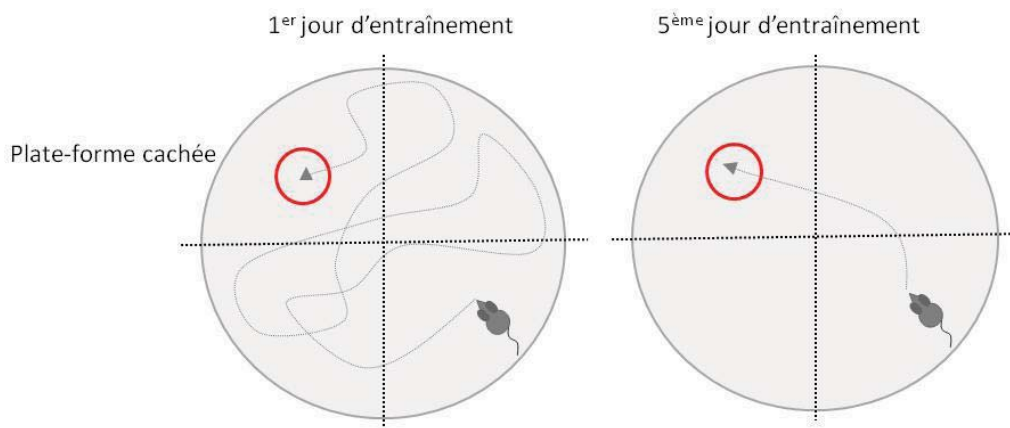 1er jour d’entraînement
5ème jour d’entraînement
Plate-forme cachée